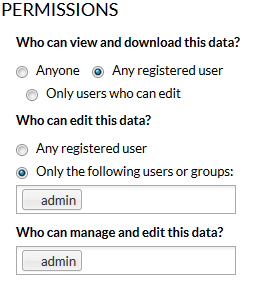 PERMISSIONS
Who can view and download this data?
Anyone Any registered user
Only users who can edit
Who can edit this data?
Any registered user
Only the following users or groups:
admin
Who can manage and edit this data?
admin